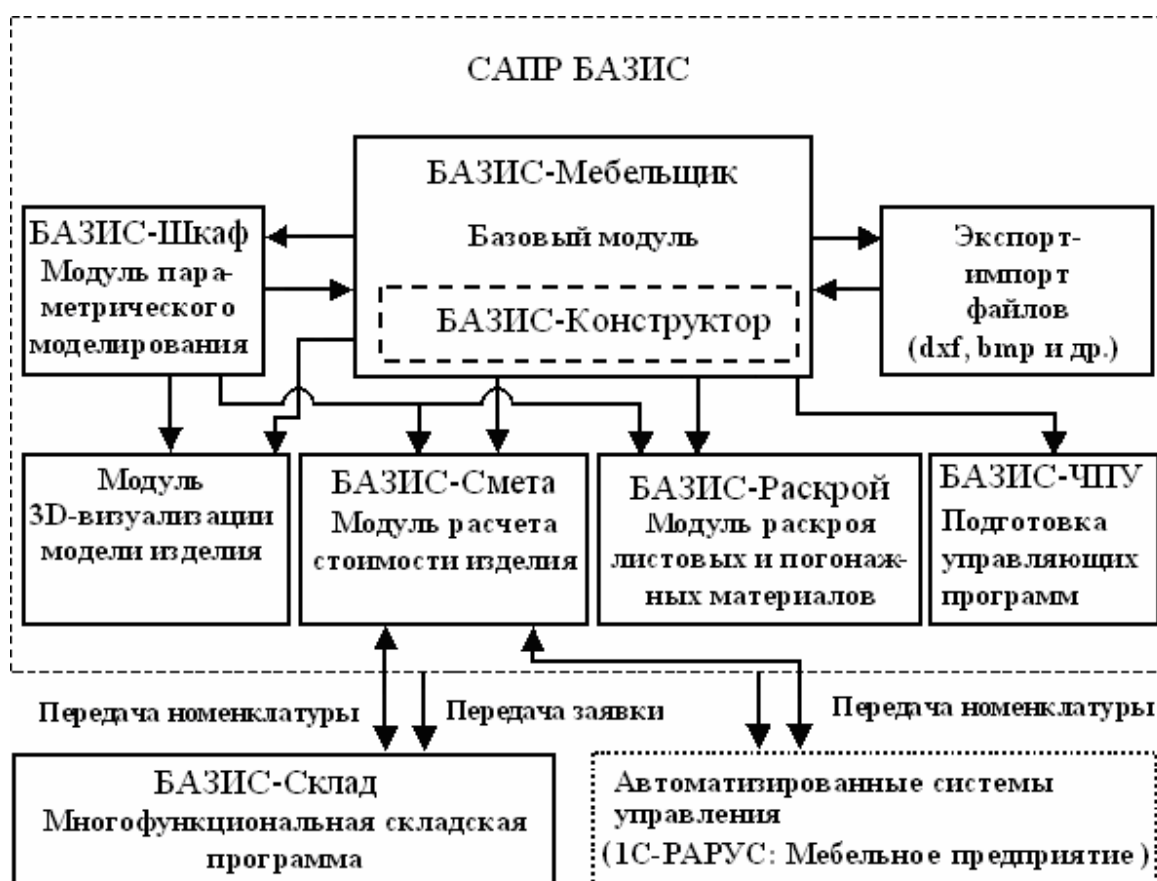 САПР БАЗИС
БАЗИС-Мебельщик
Базовый модуль
БАЗИС-Конструктор
БАЗИС-Шкаф
Модуль пара-
метрического
моделирования
Экспорт-
импорт
файлов
(dxf, bmp и др.)
Модуль
3D-визуализации
модели изделия
БАЗИС-Смета
Модуль расчета
стоимости изделия
БАЗИС-Раскрой
Модуль раскроя
листовых и погонаж-
ных материалов
БАЗИС-ЧПУ
Подготовка
управляющих
программ
Передача номенклатуры
Передача заявки
Передача номенклатуры
БАЗИС-Склад
Многофункциональная складская
программа
Автоматизированные системы
управления
(1С-РАРУС: Мебельное предприятие)